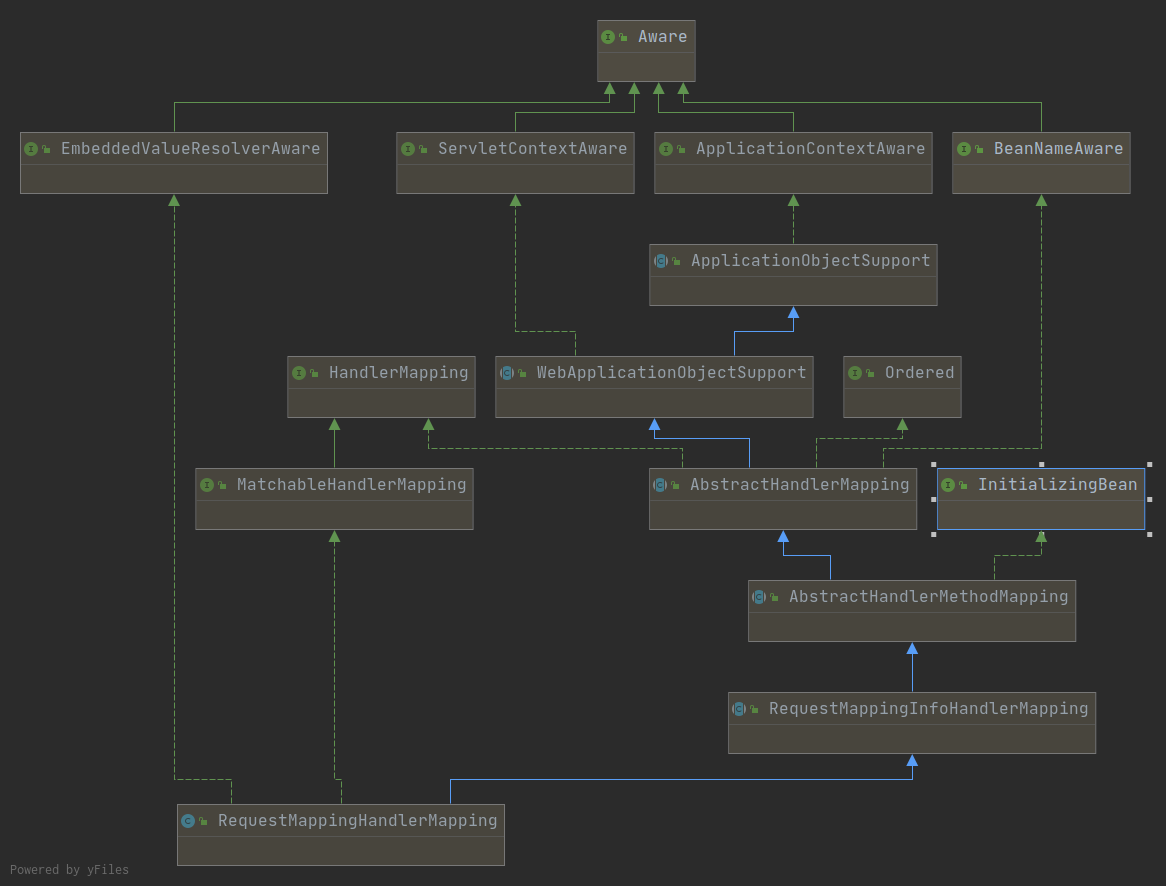 Aware
EmbeddedValueResolverAware
ServletContextAware
ApplicationContextAware
BeanNameAware
ApplicationObjectSupport
HandlerMapping
WebApplicationObjectSupport
Ordered
MatchableHandlerMapping
AbstractHandlerMapping
InitializingBean
AbstractHandlerMethodMapping
RequestMappingInfoHandlerMapping
RequestMappingHandlerMapping
Powered by yFiles